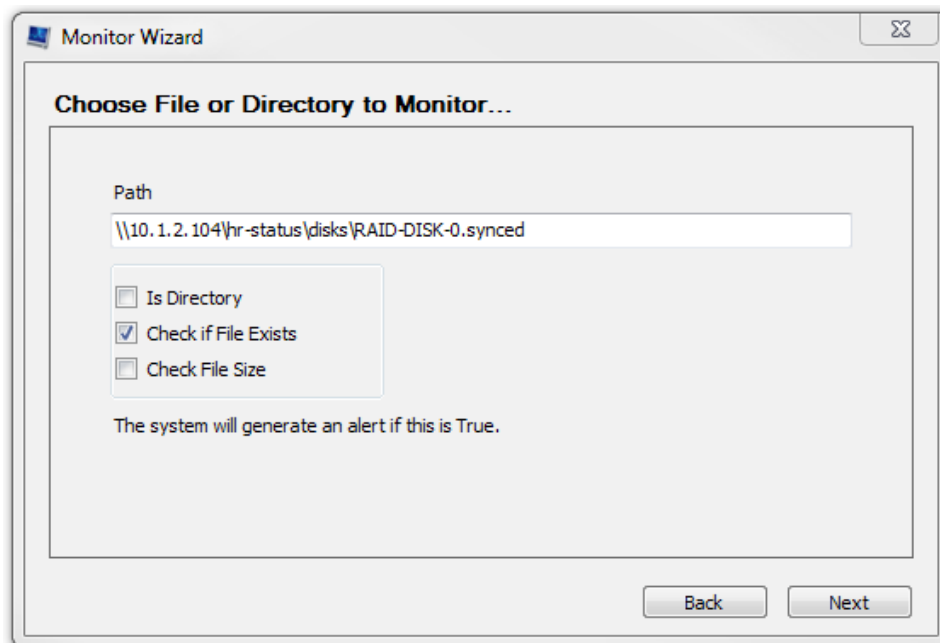 Monitor Wizard
Choose File or Directory to Monitor...
Path
\\10.1.2.104\hr-status\disks\RAID-DISK-0.synced
Is Directory
Check if File Exists
Check File Size
The system will generate an alert if this is True.
Back Next